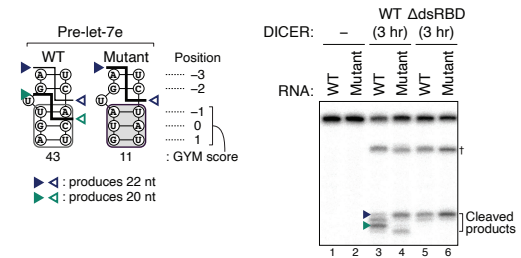 Pre-let-7e
WT Mutant Position
A U A U –3
G C G C –2
U U
U A A U –1
G C U A 0
A U G A 1
43 11 : GYM score
: produces 22 nt
: produces 20 nt
WT ΔdsRBD
DICER: – (3 hr) (3 hr)
RNA: WT Mutant WT Mutant WT Mutant
†
Cleaved
products
1 2 3 4 5 6